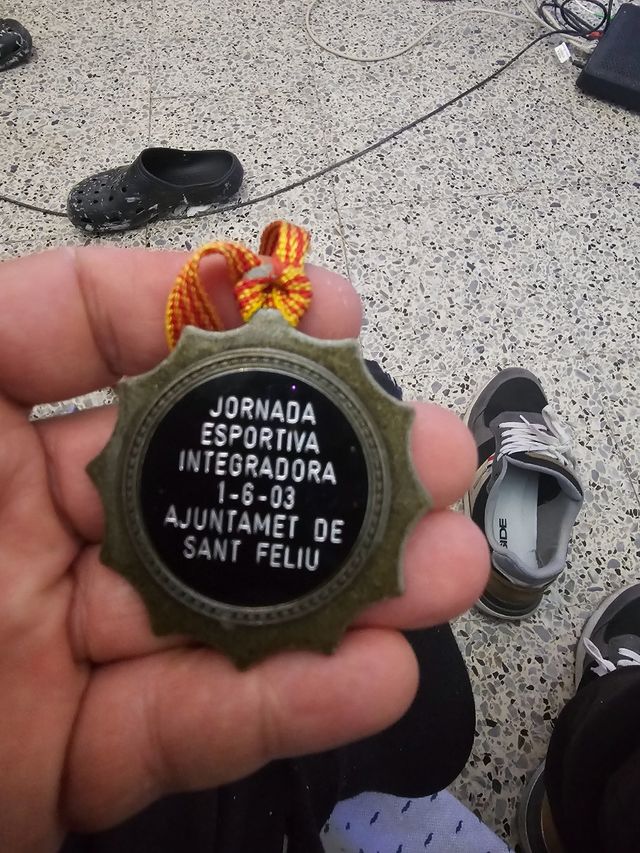 JORNADA
ESPORTIVA
INTEGRADORA
1-6-03
AJUNTAMET DE
SANT FELIU